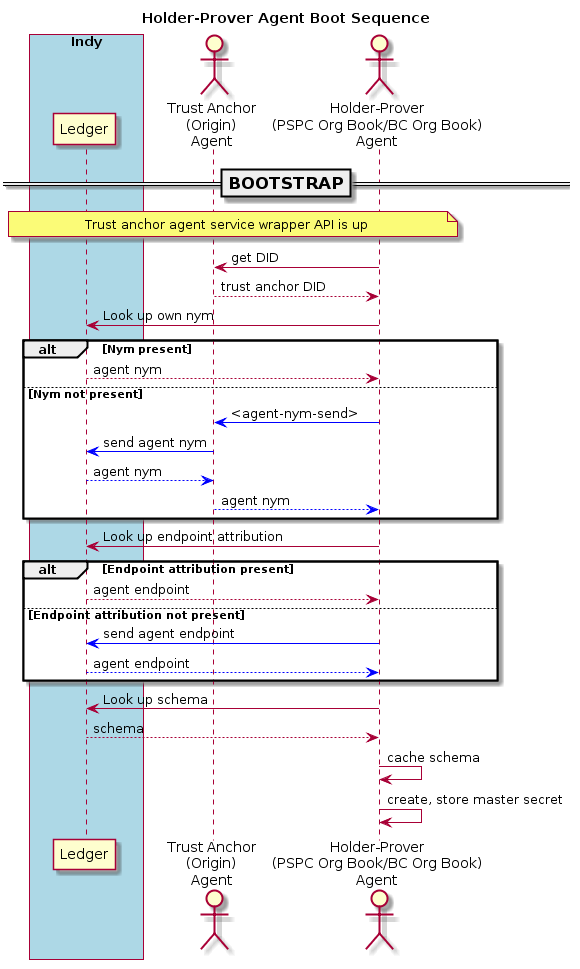 Holder-Prover Agent Boot Sequence
Indy
Ledger
Trust Anchor
(Origin)
Agent
Holder-Prover
(PSPC Org Book/BC Org Book)
Agent
BOOTSTRAP
Trust anchor agent service wrapper API is up
get DID
trust anchor DID
Look up own nym
alt
[Nym present]
agent nym
[Nym not present]
<agent-nym-send>
send agent nym
agent nym
agent nym
Look up endpoint attribution
alt
[Endpoint attribution present]
agent endpoint
[Endpoint attribution not present]
send agent endpoint
agent endpoint
Look up schema
schema
cache schema
create, store master secret
Ledger
Trust Anchor
(Origin)
Agent
Holder-Prover
(PSPC Org Book/BC Org Book)
Agent